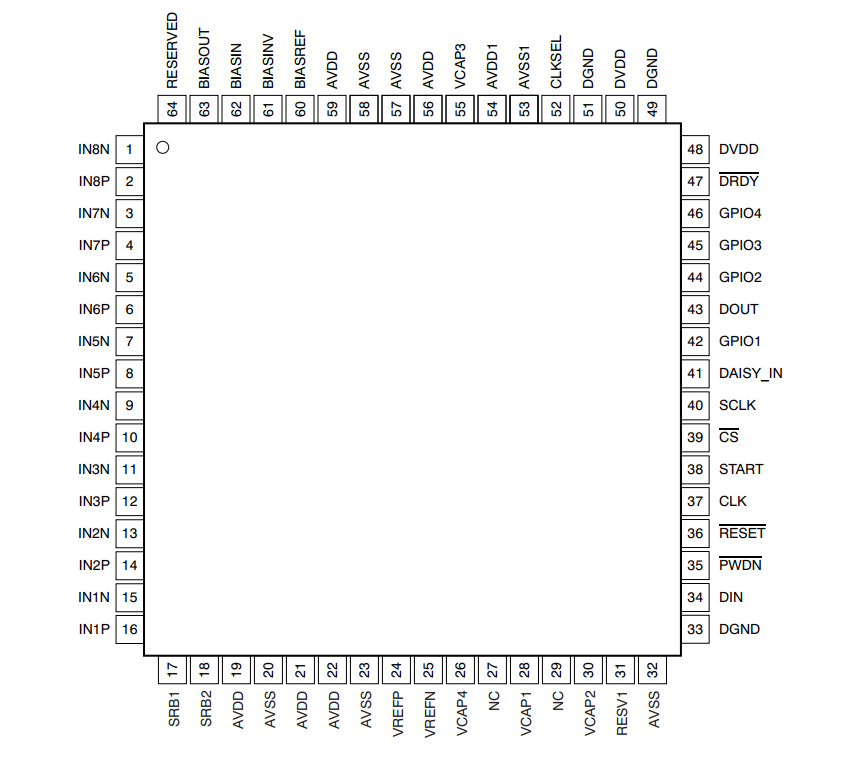 RESERVED BIASOUT BIASIN BIASINV BIASREF AVDD AVSS AVSS AVDD VCAP3 AVDD1 AVSS1 CLKSEL DGND DVDD DGND
64 63 62 61 60 59 58 57 56 55 54 53 52 51 50 49
IN8N 1 48 DVDD
IN8P 2 47 DRDY
IN7N 3 46 GPIO4
IN7P 4 45 GPIO3
IN6N 5 44 GPIO2
IN6P 6 43 DOUT
IN5N 7 42 GPIO1
IN5P 8 41 DAISY_IN
IN4N 9 40 SCLK
IN4P 10 39 CS
IN3N 11 38 START
IN3P 12 37 CLK
IN2N 13 36 RESET
IN2P 14 35 PWDN
IN1N 15 34 DIN
IN1P 16 33 DGND
17 18 19 20 21 22 23 24 25 26 27 28 29 30 31 32
SRB1 SRB2 AVDD AVSS AVDD AVDD AVSS VREFP VREFN VCAP4 NC VCAP1 NC VCAP2 RESV1 AVSS